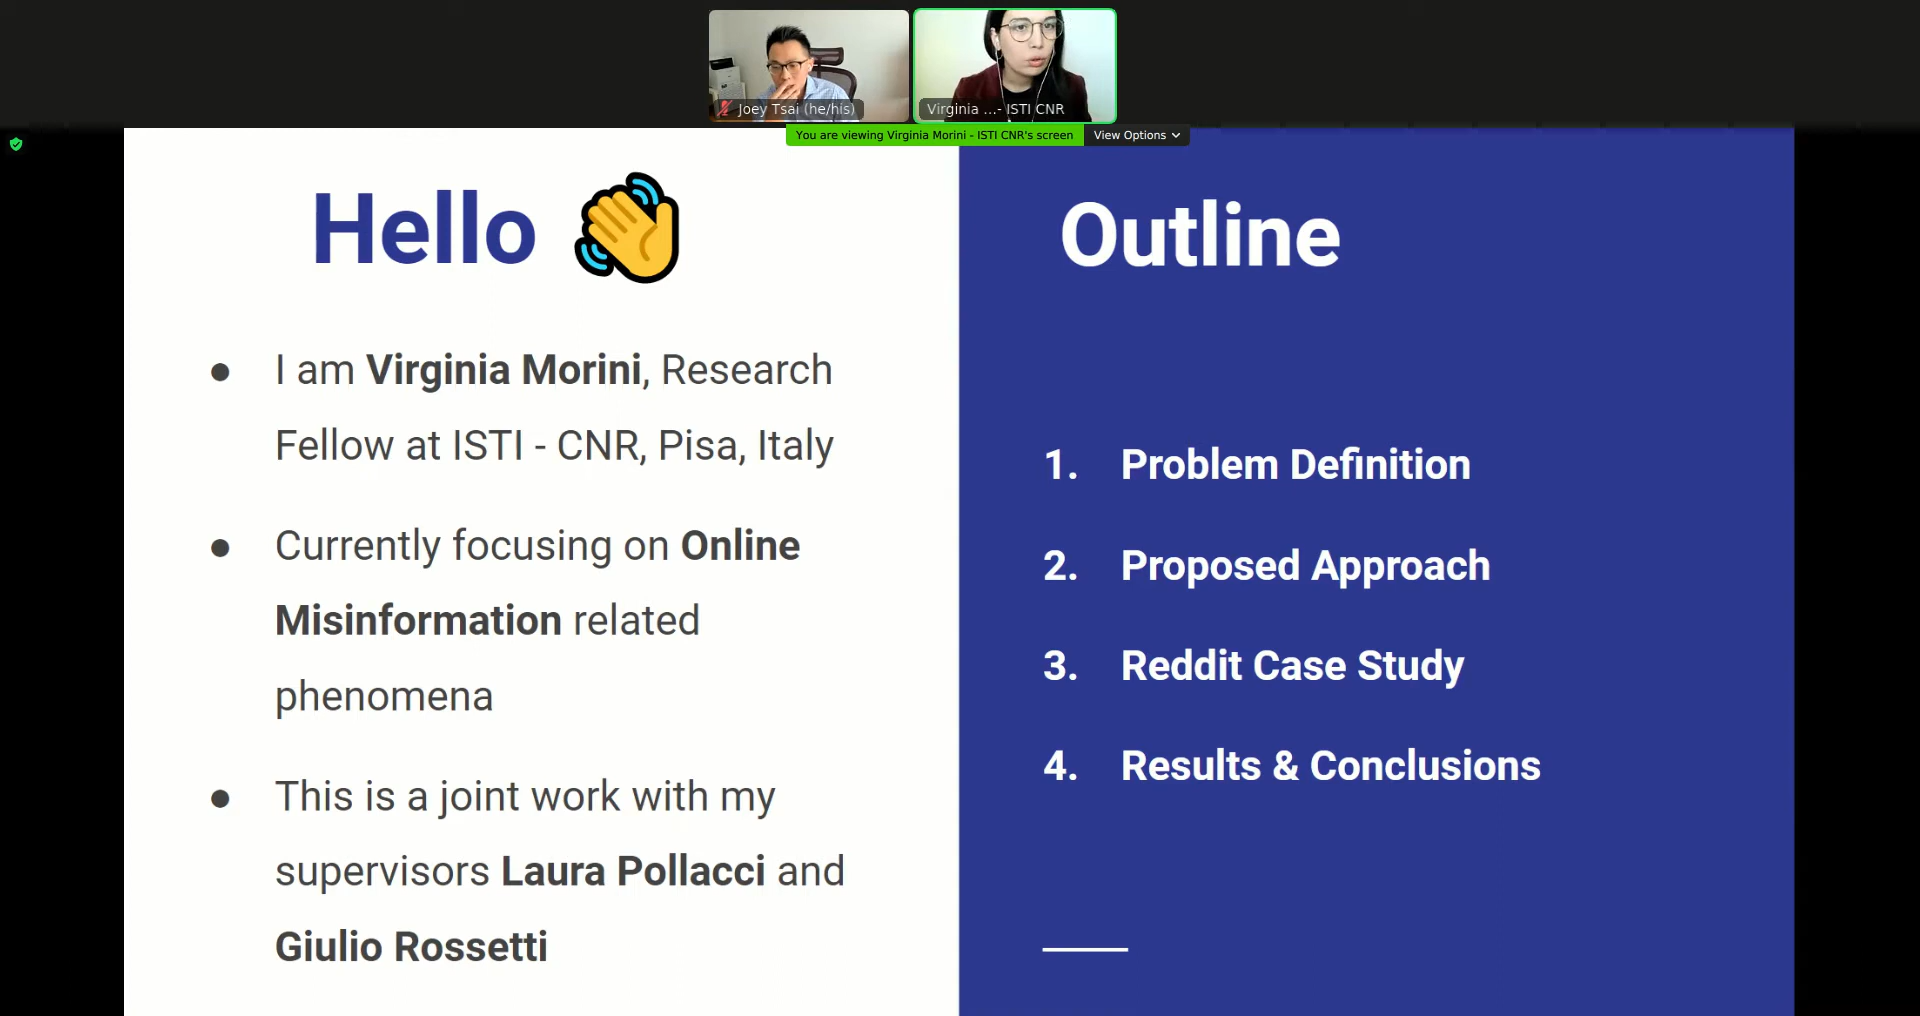 Joey Tsai (he/his)
Virginia ...- ISTI CNR
You are viewing Virginia Morini - ISTI CNR's screen
View Options
Hello
● I am Virginia Morini, Research
Fellow at ISTI - CNR, Pisa, Italy
● Currently focusing on Online
Misinformation related
phenomena
● This is a joint work with my
supervisors Laura Pollacci and
Giulio Rossetti
Outline
1. Problem Definition
2. Proposed Approach
3. Reddit Case Study
4. Results & Conclusions